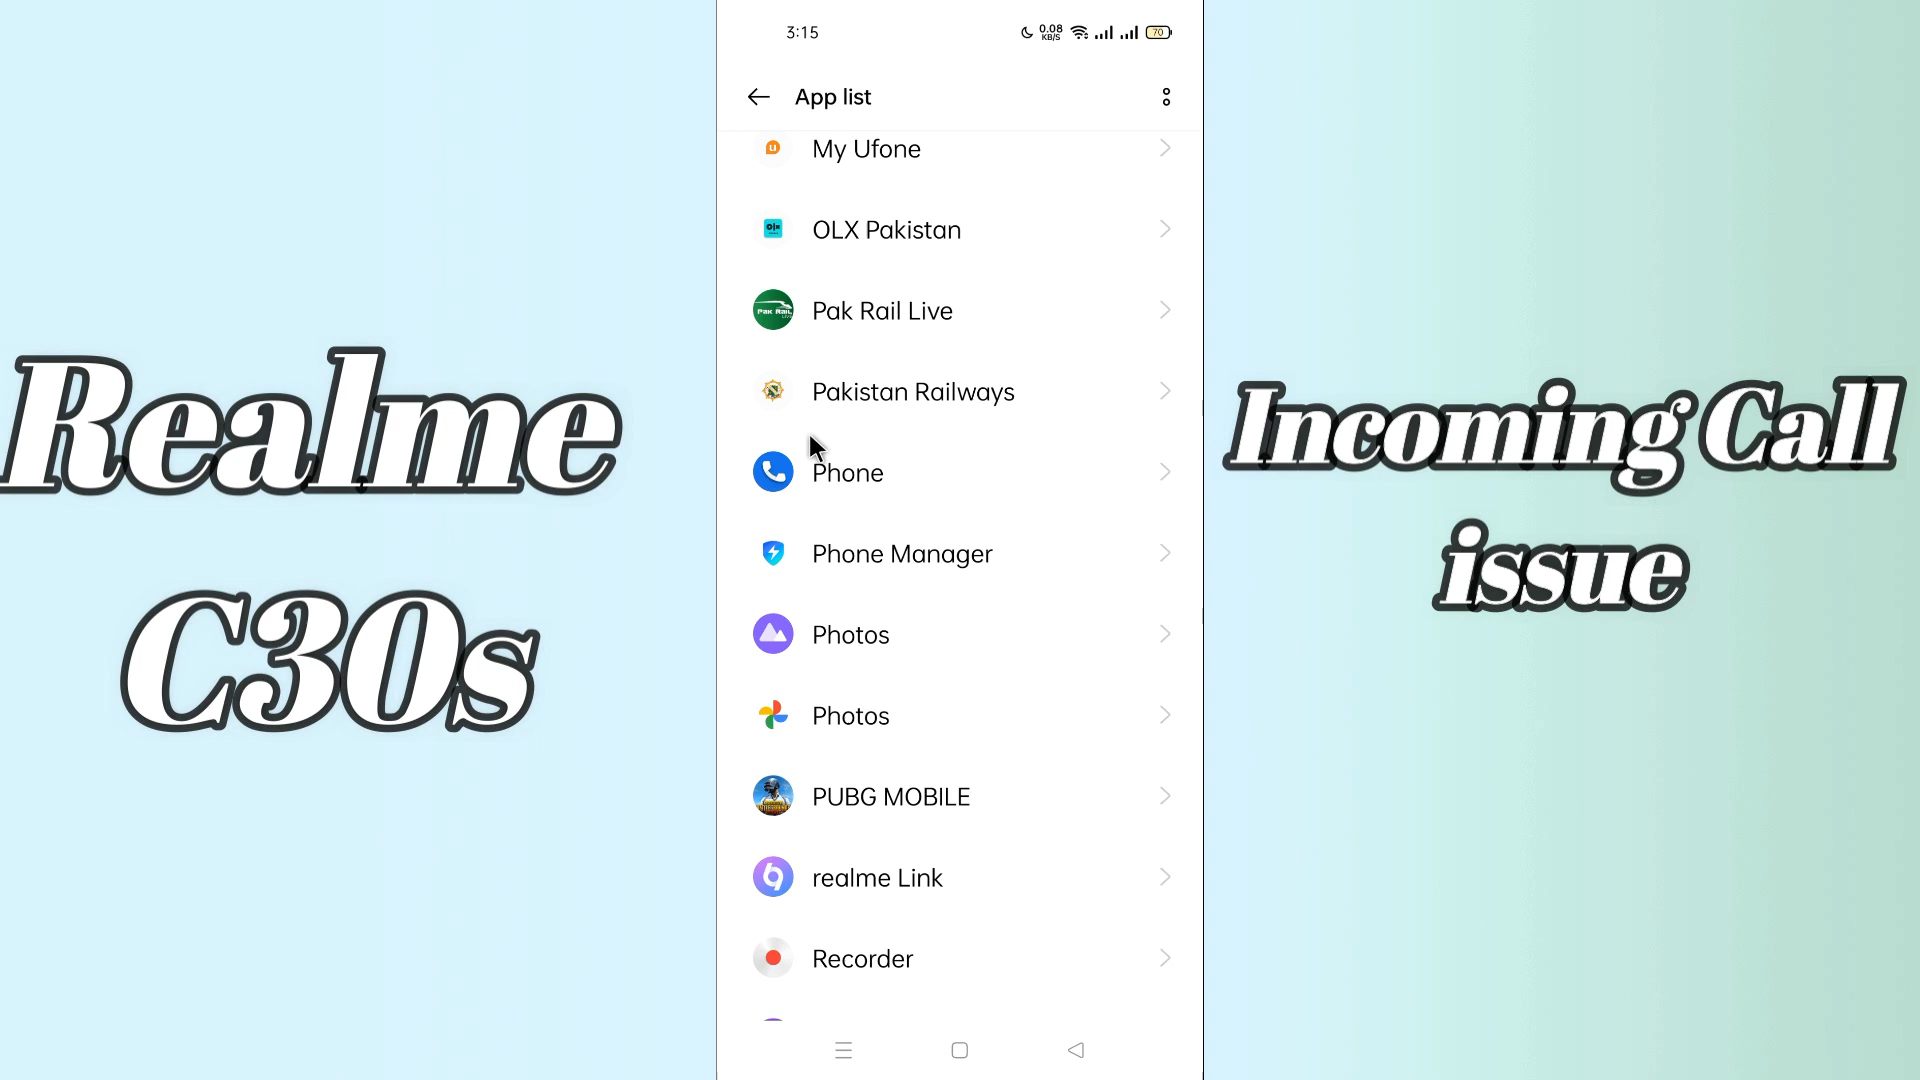 Realme
C30s
3:15
0.08
KB/S
70
App list
My Ufone
OLX Pakistan
Pak Rail Live
Pakistan Railways
Phone
Phone Manager
Photos
Photos
PUBG MOBILE
realme Link
Recorder
Incoming Call
issue